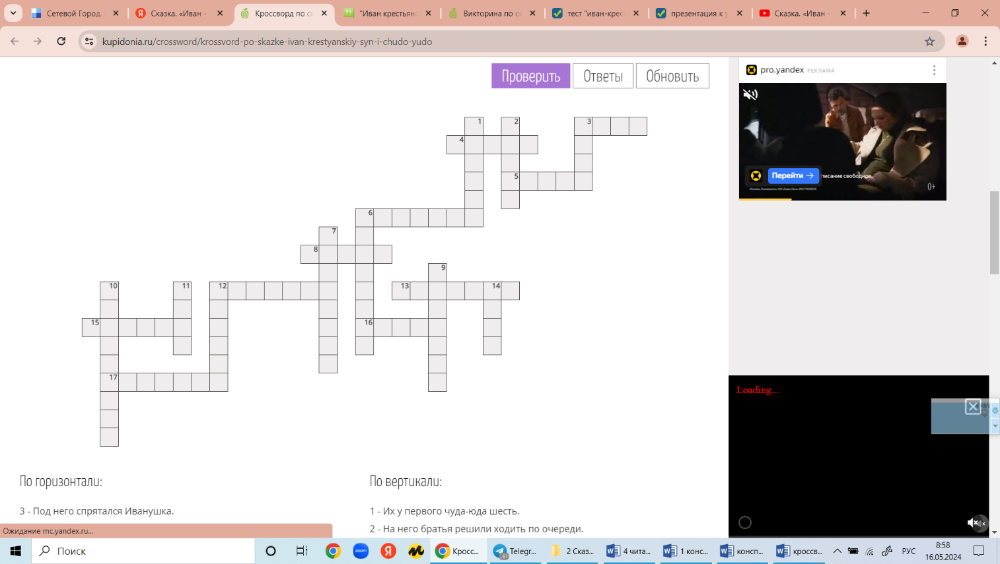 Сетевой Город.
Сказка. «Иван -
Кроссворд по ск
"Иван крестьянс
Викторина по ск
тест "иван-крес
презентация к у
Сказка. «Иван -
kupidonia.ru/crossword/krossvord-po-skazke-ivan-krestyanskiy-syn-i-chudo-yudo
Проверить Ответы Обновить
pro.yandex РЕКЛАМА
Перейти → писание свободное,
0+
1 2 3
4
5
6
7
8
9
10 11 12 13 14
15 16
17
Loading...
По горизонтали:
3 - Под него спрятался Иванушка.
По вертикали:
1 - Их у первого чуда-юда шесть.
2 - На него братья решили ходить по очереди.
Ожидание mc.yandex.ru...
Поиск
zoom
Я
Кросс...
Telegr...
.61
2 Сказ...
4 чита...
1 конс...
консп...
кроссв...
РУС
8:58
16.05.2024